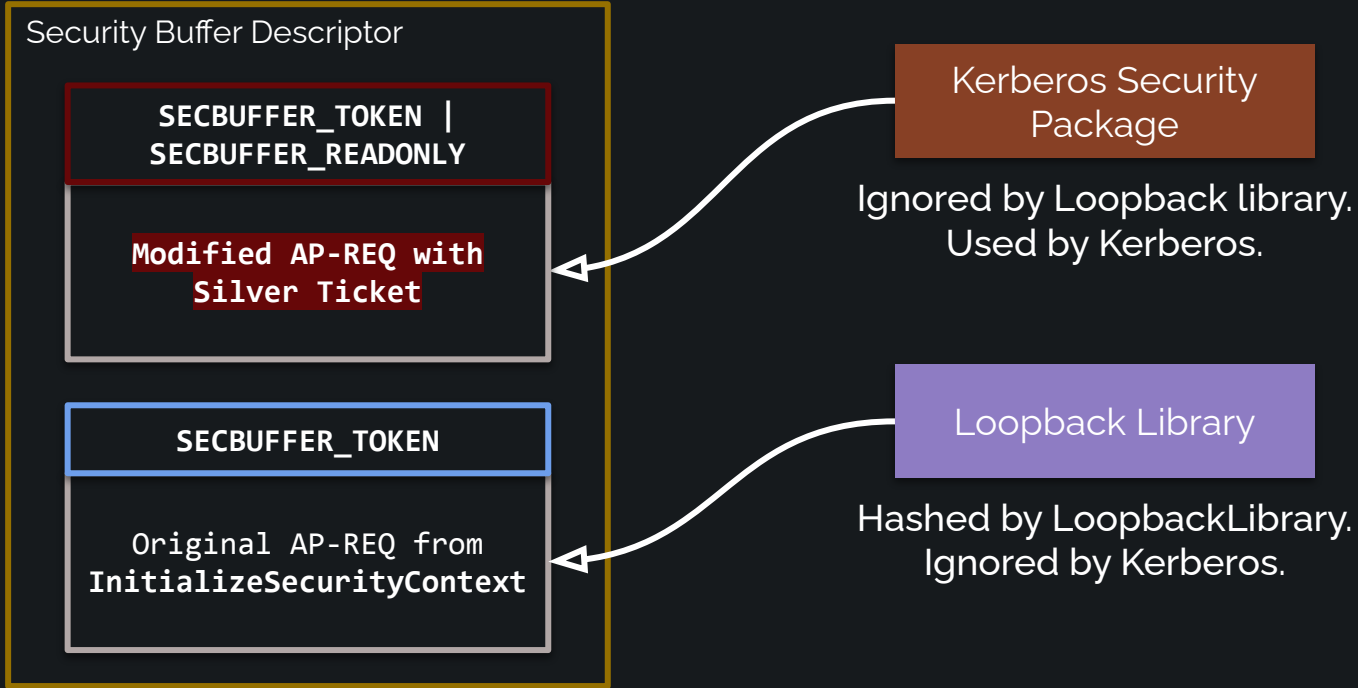 Security Buffer Descriptor
SECBUFFER_TOKEN |
SECBUFFER_READONLY
Modified AP-REQ with
Silver Ticket
SECBUFFER_TOKEN
Original AP-REQ from
InitializeSecurityContext
Kerberos Security
Package
Ignored by Loopback library.
Used by Kerberos.
Loopback Library
Hashed by LoopbackLibrary.
Ignored by Kerberos.